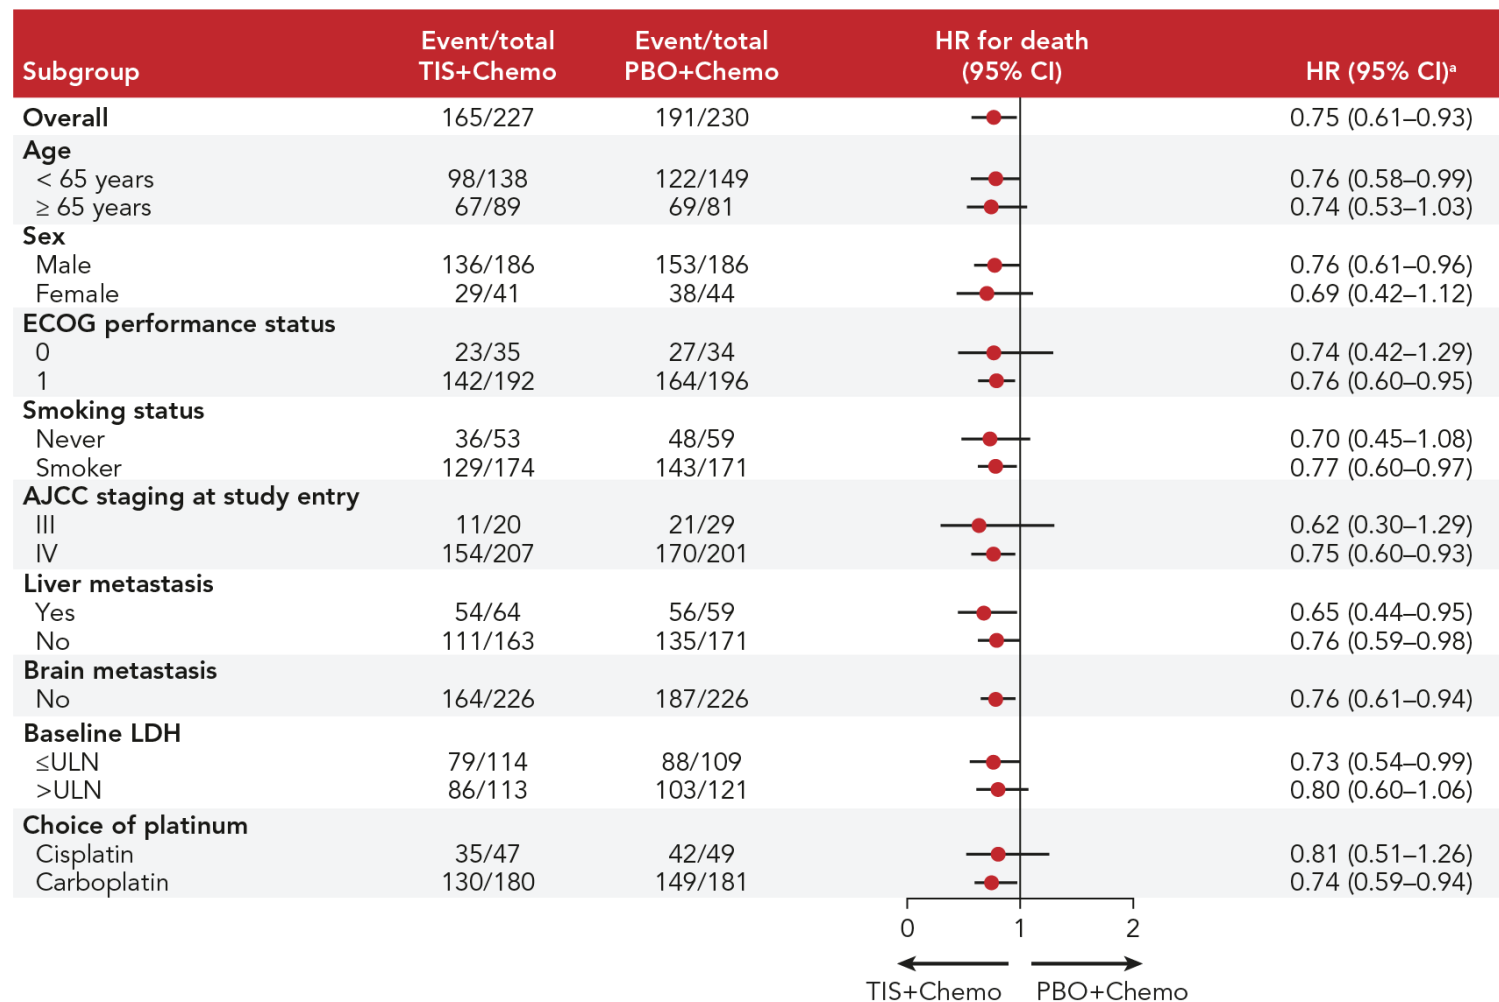 Subgroup Event/total TIS+Chemo Event/total PBO+Chemo HR for death (95% CI) HR (95% CI)ᵃ
Overall 165/227 191/230 0.75 (0.61–0.93)
Age
< 65 years 98/138 122/149 0.76 (0.58–0.99)
≥ 65 years 67/89 69/81 0.74 (0.53–1.03)
Sex
Male 136/186 153/186 0.76 (0.61–0.96)
Female 29/41 38/44 0.69 (0.42–1.12)
ECOG performance status
0 23/35 27/34 0.74 (0.42–1.29)
1 142/192 164/196 0.76 (0.60–0.95)
Smoking status
Never 36/53 48/59 0.70 (0.45–1.08)
Smoker 129/174 143/171 0.77 (0.60–0.97)
AJCC staging at study entry
III 11/20 21/29 0.62 (0.30–1.29)
IV 154/207 170/201 0.75 (0.60–0.93)
Liver metastasis
Yes 54/64 56/59 0.65 (0.44–0.95)
No 111/163 135/171 0.76 (0.59–0.98)
Brain metastasis
No 164/226 187/226 0.76 (0.61–0.94)
Baseline LDH
≤ULN 79/114 88/109 0.73 (0.54–0.99)
>ULN 86/113 103/121 0.80 (0.60–1.06)
Choice of platinum
Cisplatin 35/47 42/49 0.81 (0.51–1.26)
Carboplatin 130/180 149/181 0.74 (0.59–0.94)
0 1 2
TIS+Chemo PBO+Chemo